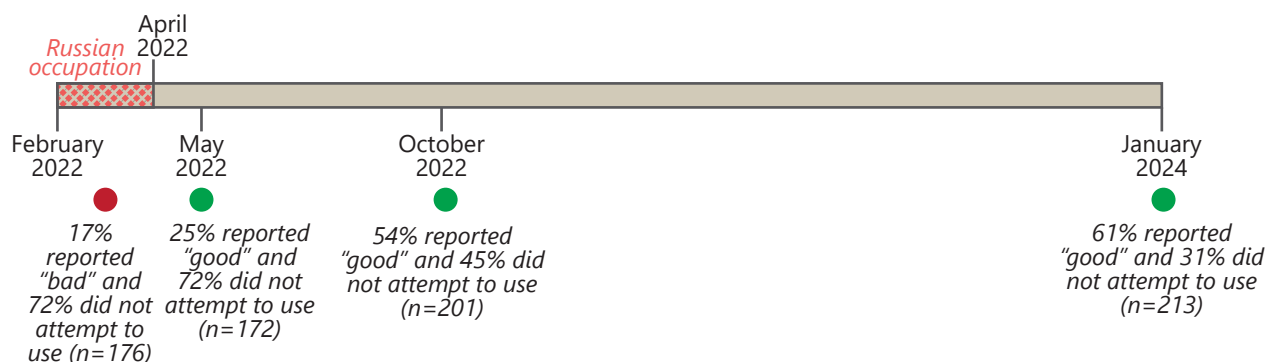 April
2022
Russian
occupation
February
2022
May
2022
October
2022
January
2024
17%
reported
“bad” and
72% did not
attempt to
use (n=176)
25% reported
“good” and
72% did not
attempt to use
(n=172)
54% reported
“good” and 45% did
not attempt to use
(n=201)
61% reported
“good” and 31% did
not attempt to use
(n=213)